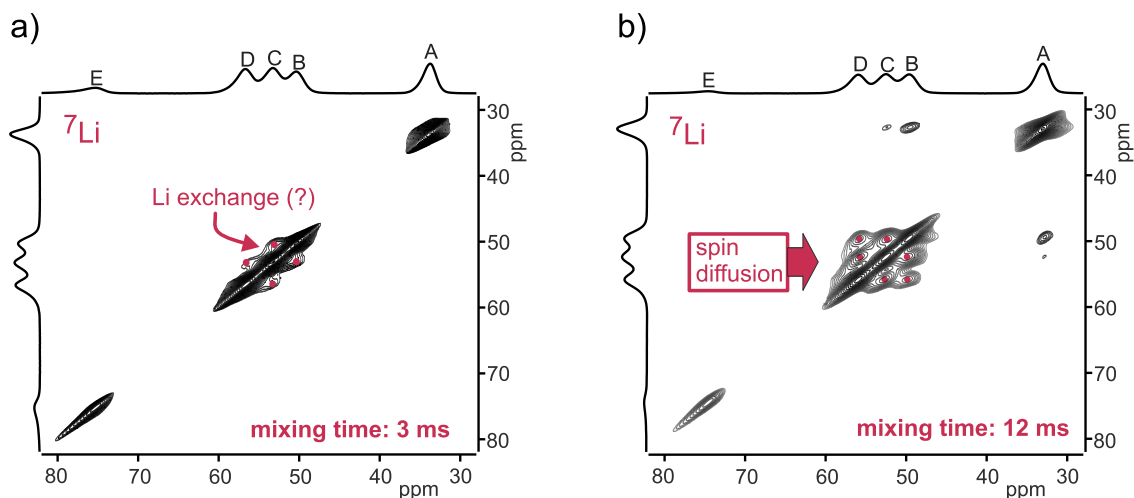 a)
E D C B A
⁷Li
Li exchange (?)
mixing time: 3 ms
30
40
50
60
70
80
ppm
80 70 60 50 40 30
ppm
b)
E D C B A
⁷Li
spin
diffusion
mixing time: 12 ms
30
40
50
60
70
80
ppm
80 70 60 50 40 30
ppm